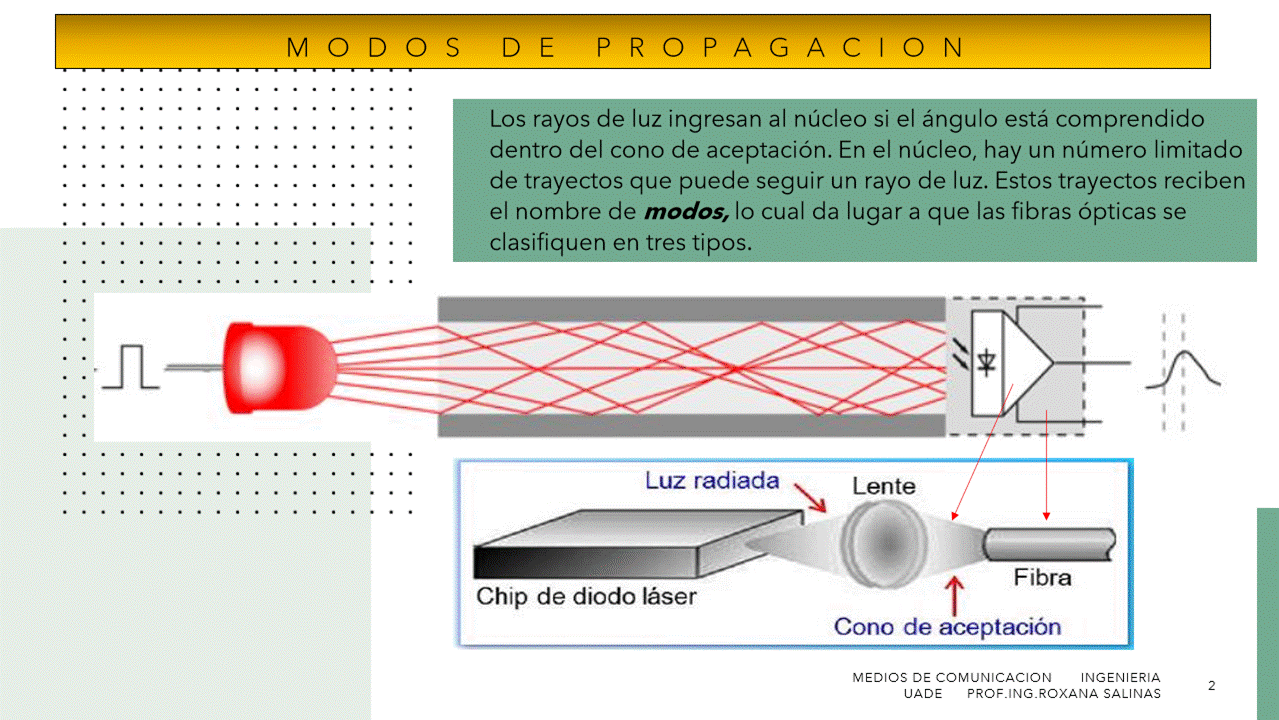 MODOS DE PROPAGACION
Los rayos de luz ingresan al núcleo si el ángulo está comprendido
dentro del cono de aceptación. En el núcleo, hay un número limitado
de trayectos que puede seguir un rayo de luz. Estos trayectos reciben
el nombre de modos, lo cual da lugar a que las fibras ópticas se
clasifiquen en tres tipos.
Luz radiada
Lente
Chip de diodo láser
Fibra
Cono de aceptación
MEDIOS DE COMUNICACION INGENIERIA
UADE PROF.ING.ROXANA SALINAS
2